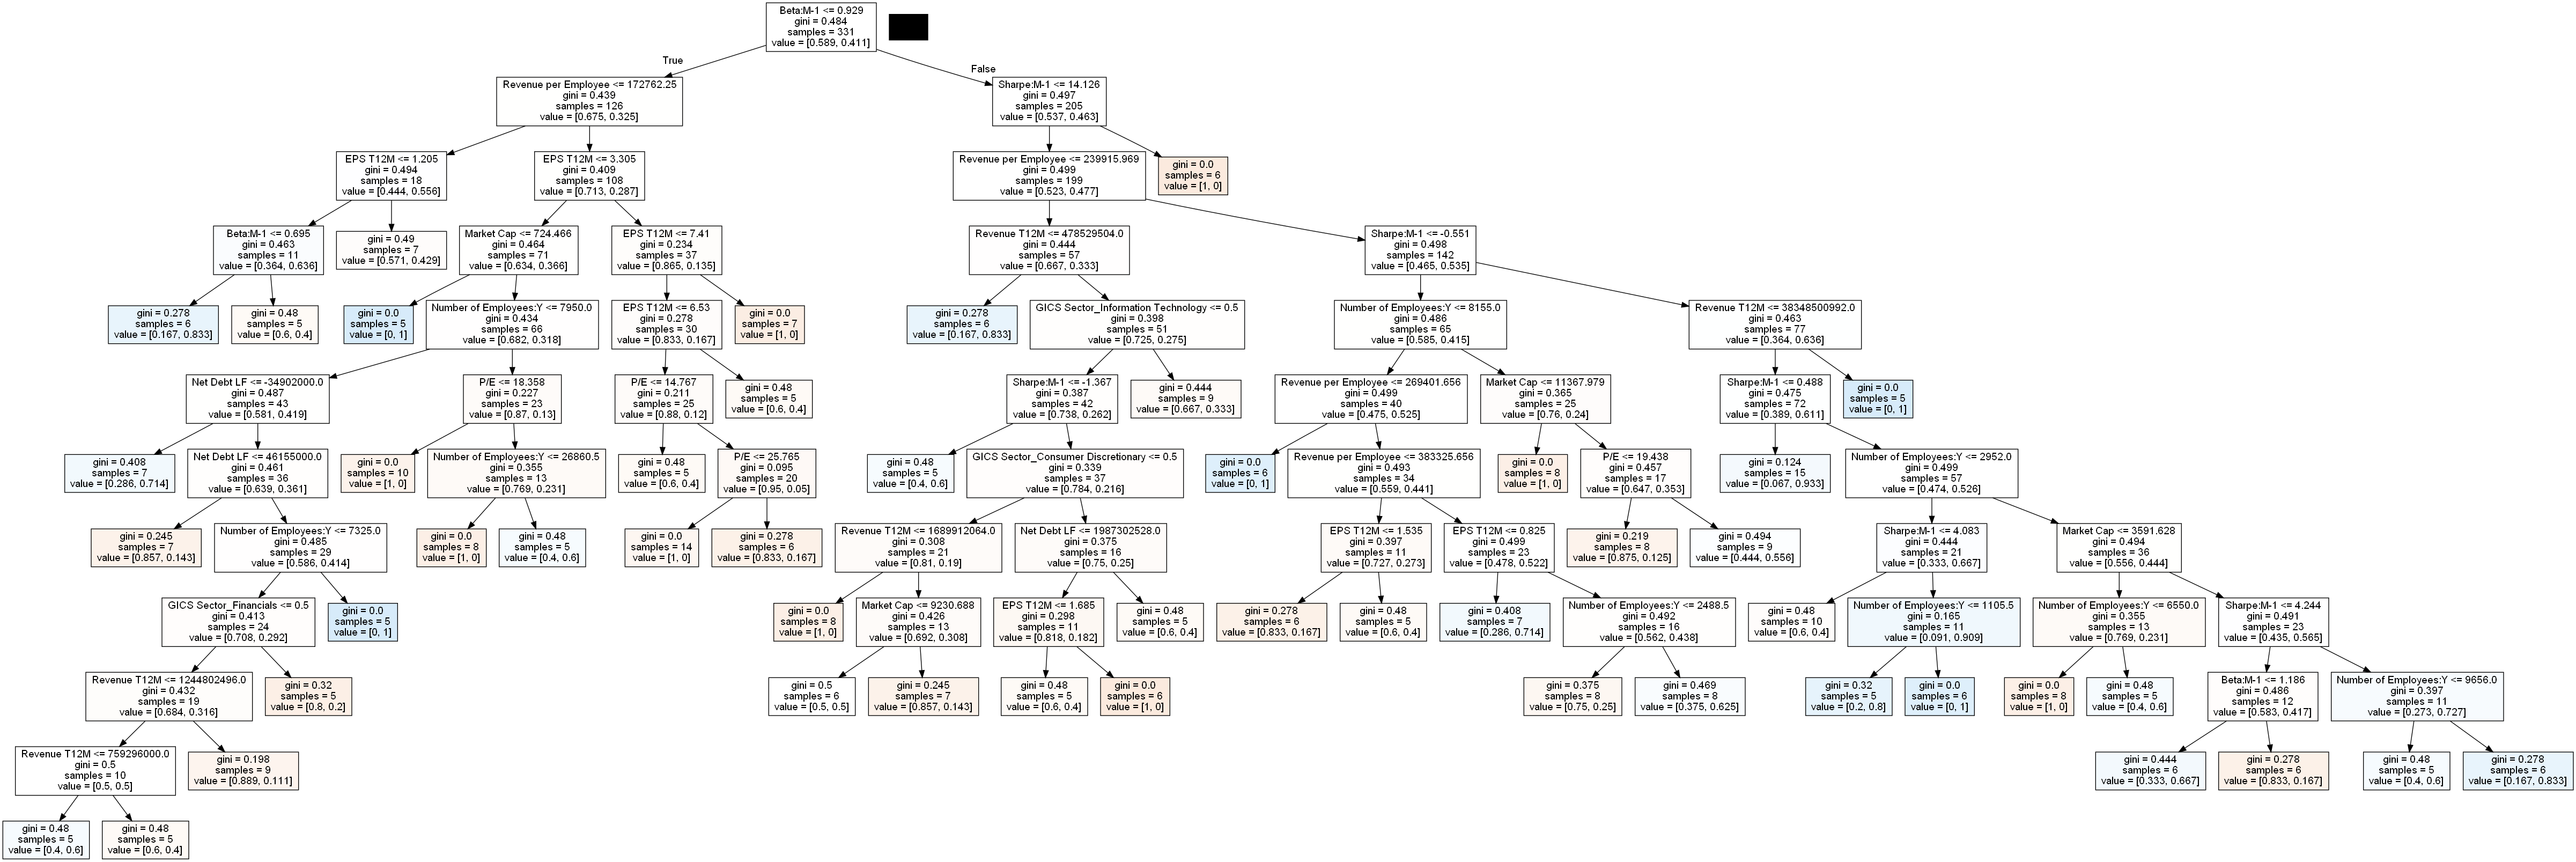 Beta:M-1 <= 0.929
gini = 0.484
samples = 331
value = [0.589, 0.411]
True
False
Revenue per Employee <= 172762.25
gini = 0.439
samples = 126
value = [0.675, 0.325]
Sharpe:M-1 <= 14.126
gini = 0.497
samples = 205
value = [0.537, 0.463]
EPS T12M <= 1.205
gini = 0.494
samples = 18
value = [0.444, 0.556]
EPS T12M <= 3.305
gini = 0.409
samples = 108
value = [0.713, 0.287]
Revenue per Employee <= 239915.969
gini = 0.499
samples = 199
value = [0.523, 0.477]
gini = 0.0
samples = 6
value = [1, 0]
Beta:M-1 <= 0.695
gini = 0.463
samples = 11
value = [0.364, 0.636]
gini = 0.49
samples = 7
value = [0.571, 0.429]
Market Cap <= 724.466
gini = 0.464
samples = 71
value = [0.634, 0.366]
EPS T12M <= 7.41
gini = 0.234
samples = 37
value = [0.865, 0.135]
Revenue T12M <= 478529504.0
gini = 0.444
samples = 57
value = [0.667, 0.333]
Sharpe:M-1 <= -0.551
gini = 0.498
samples = 142
value = [0.465, 0.535]
gini = 0.278
samples = 6
value = [0.167, 0.833]
gini = 0.48
samples = 5
value = [0.6, 0.4]
gini = 0.0
samples = 5
value = [0, 1]
Number of Employees:Y <= 7950.0
gini = 0.434
samples = 66
value = [0.682, 0.318]
EPS T12M <= 6.53
gini = 0.278
samples = 30
value = [0.833, 0.167]
gini = 0.0
samples = 7
value = [1, 0]
gini = 0.278
samples = 6
value = [0.167, 0.833]
GICS Sector_Information Technology <= 0.5
gini = 0.398
samples = 51
value = [0.725, 0.275]
Number of Employees:Y <= 8155.0
gini = 0.486
samples = 65
value = [0.585, 0.415]
Revenue T12M <= 38348500992.0
gini = 0.463
samples = 77
value = [0.364, 0.636]
Net Debt LF <= -34902000.0
gini = 0.487
samples = 43
value = [0.581, 0.419]
P/E <= 18.358
gini = 0.227
samples = 23
value = [0.87, 0.13]
P/E <= 14.767
gini = 0.211
samples = 25
value = [0.88, 0.12]
gini = 0.48
samples = 5
value = [0.6, 0.4]
Sharpe:M-1 <= -1.367
gini = 0.387
samples = 42
value = [0.738, 0.262]
gini = 0.444
samples = 9
value = [0.667, 0.333]
Revenue per Employee <= 269401.656
gini = 0.499
samples = 40
value = [0.475, 0.525]
Market Cap <= 11367.979
gini = 0.365
samples = 25
value = [0.76, 0.24]
Sharpe:M-1 <= 0.488
gini = 0.475
samples = 72
value = [0.389, 0.611]
gini = 0.0
samples = 5
value = [0, 1]
gini = 0.408
samples = 7
value = [0.286, 0.714]
Net Debt LF <= 46155000.0
gini = 0.461
samples = 36
value = [0.639, 0.361]
gini = 0.0
samples = 10
value = [1, 0]
Number of Employees:Y <= 26860.5
gini = 0.355
samples = 13
value = [0.769, 0.231]
gini = 0.48
samples = 5
value = [0.6, 0.4]
P/E <= 25.765
gini = 0.095
samples = 20
value = [0.95, 0.05]
gini = 0.48
samples = 5
value = [0.4, 0.6]
GICS Sector_Consumer Discretionary <= 0.5
gini = 0.339
samples = 37
value = [0.784, 0.216]
gini = 0.0
samples = 6
value = [0, 1]
Revenue per Employee <= 383325.656
gini = 0.493
samples = 34
value = [0.559, 0.441]
gini = 0.0
samples = 8
value = [1, 0]
P/E <= 19.438
gini = 0.457
samples = 17
value = [0.647, 0.353]
gini = 0.124
samples = 15
value = [0.067, 0.933]
Number of Employees:Y <= 2952.0
gini = 0.499
samples = 57
value = [0.474, 0.526]
gini = 0.245
samples = 7
value = [0.857, 0.143]
Number of Employees:Y <= 7325.0
gini = 0.485
samples = 29
value = [0.586, 0.414]
gini = 0.0
samples = 8
value = [1, 0]
gini = 0.48
samples = 5
value = [0.4, 0.6]
gini = 0.0
samples = 14
value = [1, 0]
gini = 0.278
samples = 6
value = [0.833, 0.167]
Revenue T12M <= 1689912064.0
gini = 0.308
samples = 21
value = [0.81, 0.19]
Net Debt LF <= 1987302528.0
gini = 0.375
samples = 16
value = [0.75, 0.25]
EPS T12M <= 1.535
gini = 0.397
samples = 11
value = [0.727, 0.273]
EPS T12M <= 0.825
gini = 0.499
samples = 23
value = [0.478, 0.522]
gini = 0.219
samples = 8
value = [0.875, 0.125]
gini = 0.494
samples = 9
value = [0.444, 0.556]
Sharpe:M-1 <= 4.083
gini = 0.444
samples = 21
value = [0.333, 0.667]
Market Cap <= 3591.628
gini = 0.494
samples = 36
value = [0.556, 0.444]
GICS Sector_Financials <= 0.5
gini = 0.413
samples = 24
value = [0.708, 0.292]
gini = 0.0
samples = 5
value = [0, 1]
gini = 0.0
samples = 8
value = [1, 0]
Market Cap <= 9230.688
gini = 0.426
samples = 13
value = [0.692, 0.308]
EPS T12M <= 1.685
gini = 0.298
samples = 11
value = [0.818, 0.182]
gini = 0.48
samples = 5
value = [0.6, 0.4]
gini = 0.278
samples = 6
value = [0.833, 0.167]
gini = 0.48
samples = 5
value = [0.6, 0.4]
gini = 0.408
samples = 7
value = [0.286, 0.714]
Number of Employees:Y <= 2488.5
gini = 0.492
samples = 16
value = [0.562, 0.438]
gini = 0.48
samples = 10
value = [0.6, 0.4]
Number of Employees:Y <= 1105.5
gini = 0.165
samples = 11
value = [0.091, 0.909]
Number of Employees:Y <= 6550.0
gini = 0.355
samples = 13
value = [0.769, 0.231]
Sharpe:M-1 <= 4.244
gini = 0.491
samples = 23
value = [0.435, 0.565]
Revenue T12M <= 1244802496.0
gini = 0.432
samples = 19
value = [0.684, 0.316]
gini = 0.32
samples = 5
value = [0.8, 0.2]
gini = 0.5
samples = 6
value = [0.5, 0.5]
gini = 0.245
samples = 7
value = [0.857, 0.143]
gini = 0.48
samples = 5
value = [0.6, 0.4]
gini = 0.0
samples = 6
value = [1, 0]
gini = 0.375
samples = 8
value = [0.75, 0.25]
gini = 0.469
samples = 8
value = [0.375, 0.625]
gini = 0.32
samples = 5
value = [0.2, 0.8]
gini = 0.0
samples = 6
value = [0, 1]
gini = 0.0
samples = 8
value = [1, 0]
gini = 0.48
samples = 5
value = [0.4, 0.6]
Beta:M-1 <= 1.186
gini = 0.486
samples = 12
value = [0.583, 0.417]
Number of Employees:Y <= 9656.0
gini = 0.397
samples = 11
value = [0.273, 0.727]
Revenue T12M <= 759296000.0
gini = 0.5
samples = 10
value = [0.5, 0.5]
gini = 0.198
samples = 9
value = [0.889, 0.111]
gini = 0.444
samples = 6
value = [0.333, 0.667]
gini = 0.278
samples = 6
value = [0.833, 0.167]
gini = 0.48
samples = 5
value = [0.4, 0.6]
gini = 0.278
samples = 6
value = [0.167, 0.833]
gini = 0.48
samples = 5
value = [0.4, 0.6]
gini = 0.48
samples = 5
value = [0.6, 0.4]